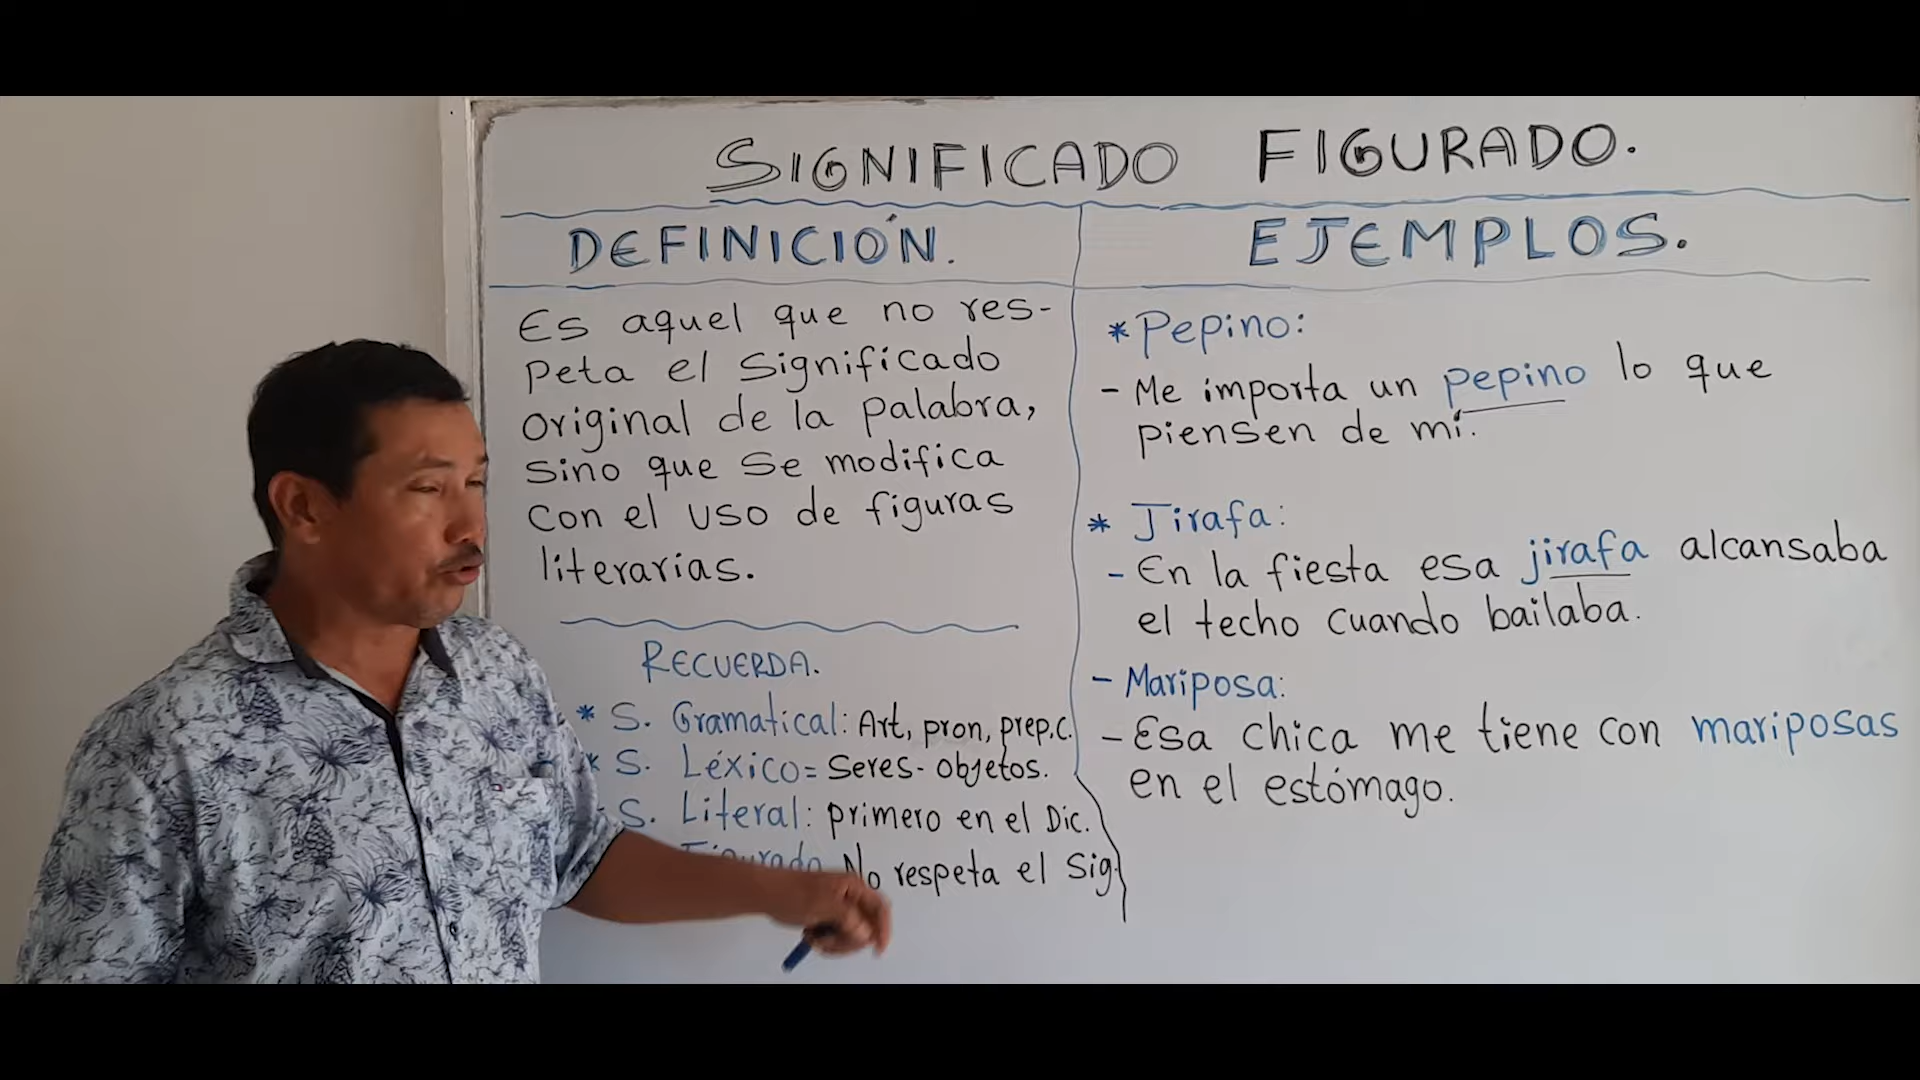 SIGNIFICADO FIGURADO.
DEFINICIÓN.
Es aquel que no res-
peta el significado
original de la palabra,
sino que se modifica
con el uso de figuras
literarias.
RECUERDA.
* S. Gramatical: Art, pron, prep, c.
* S. Léxico = Seres - objetos.
S. Literal: primero en el Dic.
Figurado No respeta el Sig.
EJEMPLOS.
* Pepino:
- Me importa un pepino lo que
piensen de mí.
* Jirafa:
- En la fiesta esa jirafa alcansaba
el techo cuando bailaba.
- Mariposa:
- Esa chica me tiene con mariposas
en el estómago.